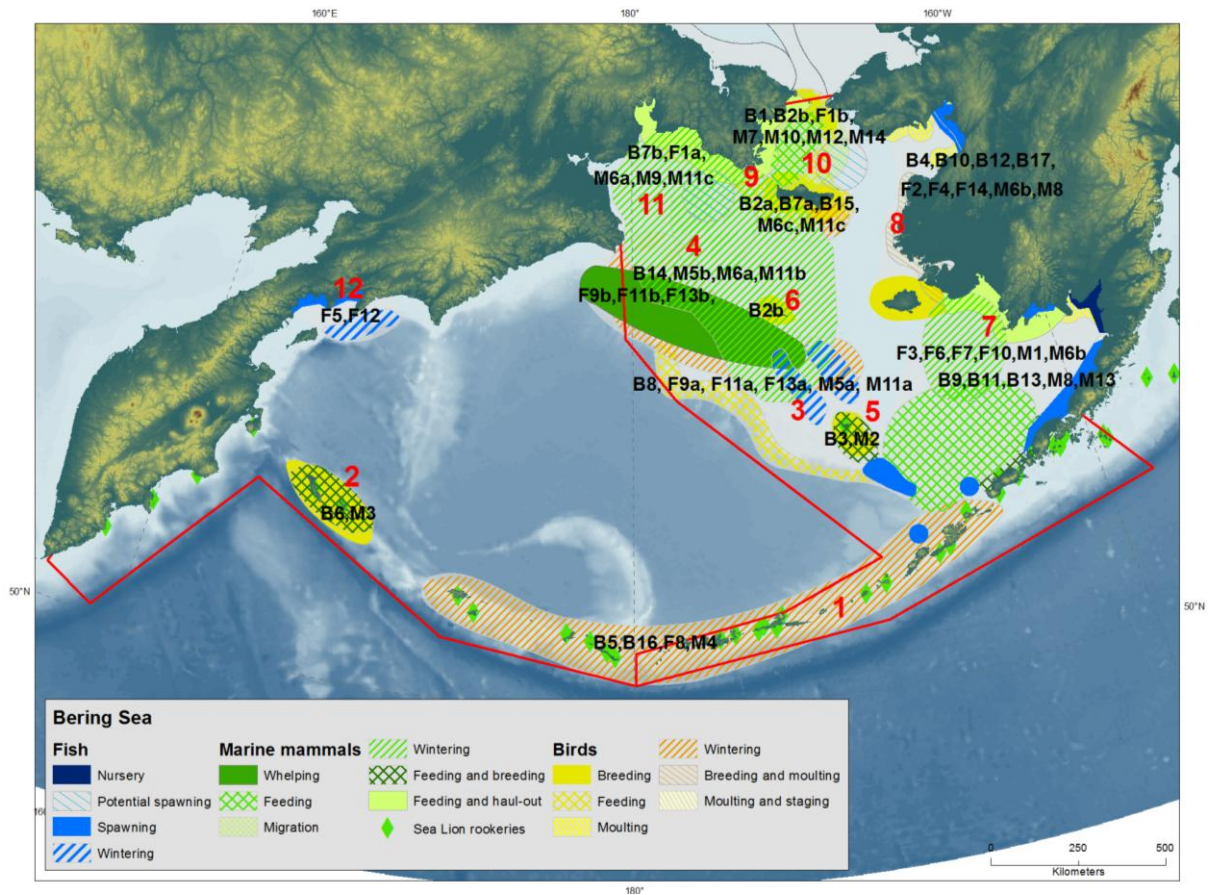 160°E 180° 160°W
B1,B2b,F1b,
M7,M10,M12,M14
10
B7b,F1a,
M6a,M9,M11c
9
11
B4,B10,B12,B17,
F2,F4,F14,M6b,M8
B2a,B7a,B15,
M6c,M11c
8
4
B14,M5b,M6a,M11b
F9b,F11b,F13b,
12
F5,F12
6
B2b
7
F3,F6,F7,F10,M1,M6b
B9,B11,B13,M8,M13
B8, F9a, F11a, F13a, M5a, M11a
3
5
B3,M2
2
B6,M3
50°N
50°N
1
B5,B16,F8,M4
Bering Sea
Fish
Nursery
Potential spawning
Spawning
Wintering
Marine mammals
Whelping
Feeding
Migration
Wintering
Feeding and breeding
Feeding and haul-out
Sea Lion rookeries
Birds
Breeding
Feeding
Moulting
Wintering
Breeding and moulting
Moulting and staging
0 250 500
Kilometers
180°